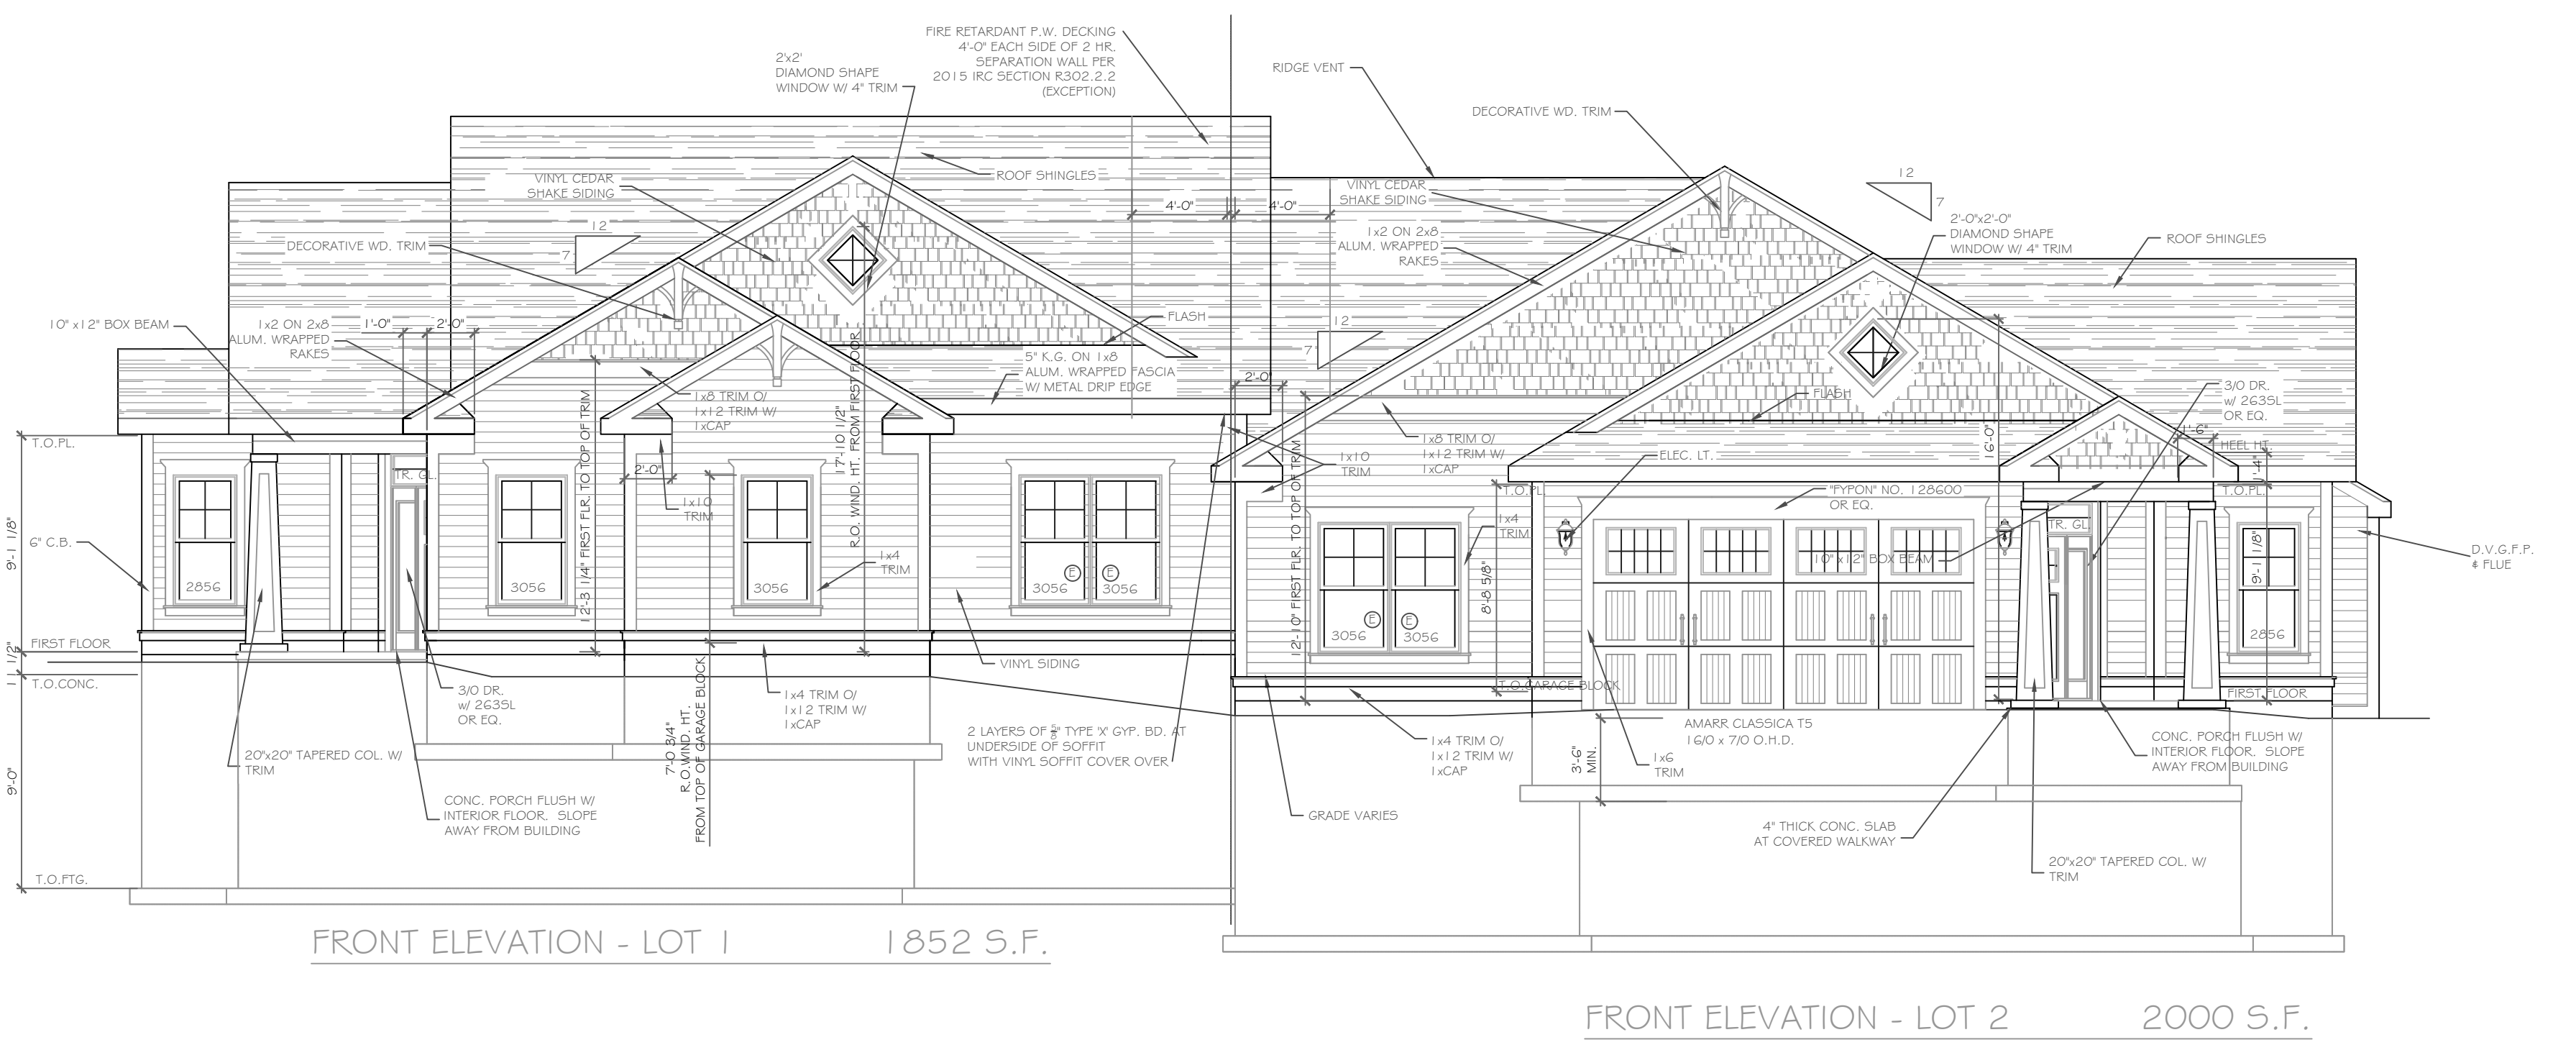 FIRE RETARDANT P.W. DECKING
4'-0" EACH SIDE OF 2 HR.
SEPARATION WALL PER
2015 IRC SECTION R302.2.2
(EXCEPTION)
2'x2'
DIAMOND SHAPE
WINDOW W/ 4" TRIM
RIDGE VENT
DECORATIVE WD. TRIM
ROOF SHINGLES
VINYL CEDAR
SHAKE SIDING
12
7
DECORATIVE WD. TRIM
10" x12" BOX BEAM
1x2 ON 2x8
ALUM. WRAPPED
RAKES
1'-0"
2'-0"
4'-0"
4'-0"
FLASH
5" K.G. ON 1x8
ALUM. WRAPPED FASCIA
W/ METAL DRIP EDGE
1x8 TRIM O/
1x12 TRIM W/
1xCAP
VINYL CEDAR
SHAKE SIDING
1x2 ON 2x8
ALUM. WRAPPED
RAKES
12
7
12
7
2'-0"x2'-0"
DIAMOND SHAPE
WINDOW W/ 4" TRIM
ROOF SHINGLES
2'-0"
FLASH
3/0 DR.
w/ 263SL
OR EQ.
1'-6"
HEEL HT.
1'-4"
T.O.PL.
T.O.PL.
6" C.B.
9'-1 1/8"
TR. GL.
2856
3056
12'-3 1/4" FIRST FLR. TO TOP OF TRIM
2'-0"
1x10
TRIM
3056
17'-10 1/2"
R.O. WIND. HT. FROM FIRST FLOOR
1x4
TRIM
E
E
3056
3056
1x10
TRIM
1x8 TRIM O/
1x12 TRIM W/
1xCAP
12'-10" FIRST FLR. TO TOP OF TRIM
1x4
TRIM
T.O.PL.
8'-8 5/8"
ELEC. LT.
"FYPON" NO. 128600
OR EQ.
16'-0"
10" x12" BOX BEAM
TR. GL.
9'-1 1/8"
2856
D.V.G.F.P.
& FLUE
E
E
3056
3056
FIRST FLOOR
11 1/2"
T.O.CONC.
VINYL SIDING
3/0 DR.
w/ 263SL
OR EQ.
20"x20" TAPERED COL. W/
TRIM
CONC. PORCH FLUSH W/
INTERIOR FLOOR. SLOPE
AWAY FROM BUILDING
7'-0 3/4"
R.O.WIND. HT.
FROM TOP OF GARAGE BLOCK
1x4 TRIM O/
1x12 TRIM W/
1xCAP
2 LAYERS OF 5/8" TYPE 'X' GYP. BD. AT
UNDERSIDE OF SOFFIT
WITH VINYL SOFFIT COVER OVER
T.O.GARAGE BLOCK
FIRST FLOOR
1x4 TRIM O/
1x12 TRIM W/
1xCAP
GRADE VARIES
3'-6"
MIN.
1x6
TRIM
AMARR CLASSICA T5
16/0 x 7/0 O.H.D.
4" THICK CONC. SLAB
AT COVERED WALKWAY
CONC. PORCH FLUSH W/
INTERIOR FLOOR. SLOPE
AWAY FROM BUILDING
20"x20" TAPERED COL. W/
TRIM
9'-0"
T.O.FTG.
FRONT ELEVATION - LOT 1 1852 S.F.
FRONT ELEVATION - LOT 2 2000 S.F.